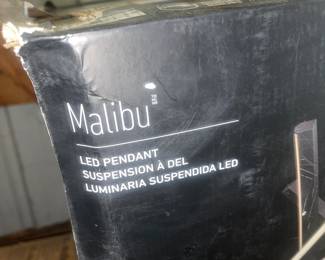 Malibu
LED PENDANT
SUSPENSION À DEL
LUMINARIA SUSPENDIDA LED